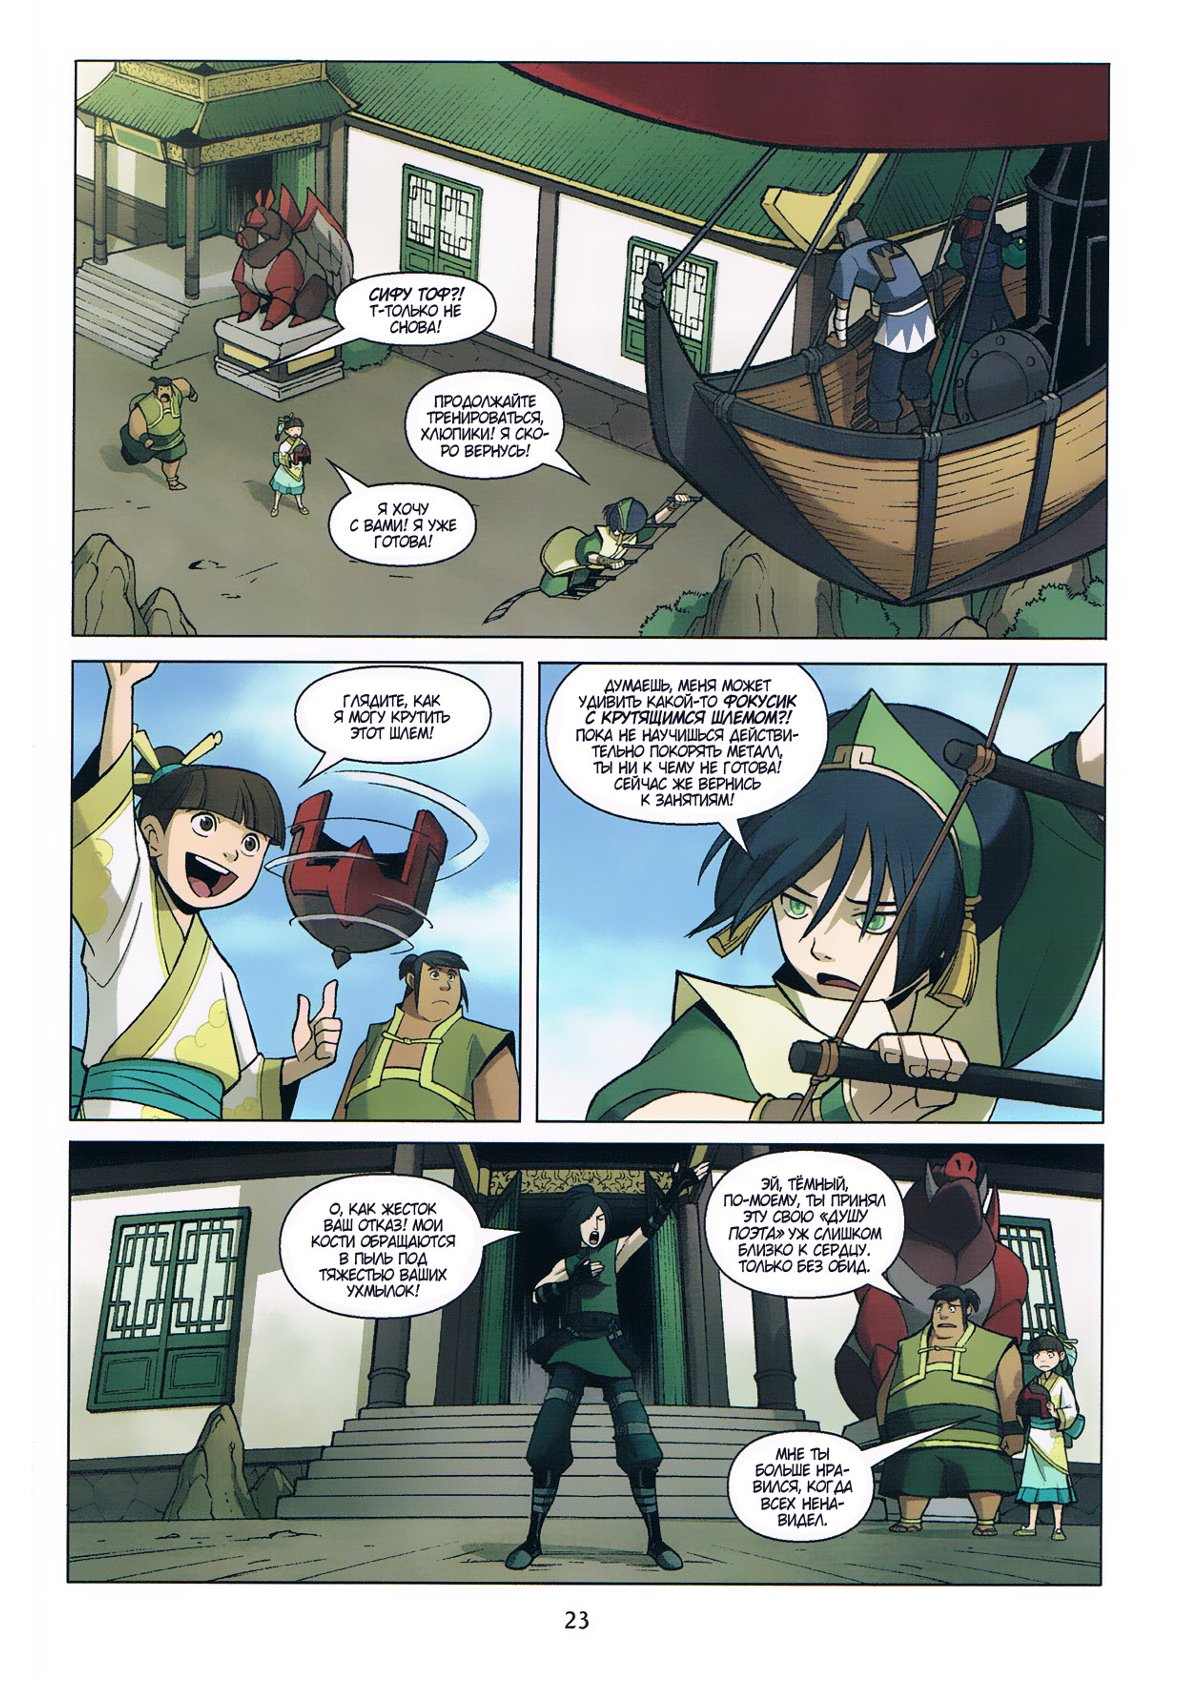 СИФУ ТОФ?!
Т-ТОЛЬКО НЕ
СНОВА!
ПРОДОЛЖАЙТЕ
ТРЕНИРОВАТЬСЯ,
ХЛЮПИКИ! Я СКО-
РО ВЕРНУСЬ!
Я ХОЧУ
С ВАМИ! Я УЖЕ
ГОТОВА!
ГЛЯДИТЕ, КАК
Я МОГУ КРУТИТЬ
ЭТОТ ШЛЕМ!
ДУМАЕШЬ, МЕНЯ МОЖЕТ
УДИВИТЬ КАКОЙ-ТО ФОКУСИК
С КРУТЯЩИМСЯ ШЛЕМОМ?!
ПОКА НЕ НАУЧИШЬСЯ ДЕЙСТВИ-
ТЕЛЬНО ПОКОРЯТЬ МЕТАЛЛ,
ТЫ НИ К ЧЕМУ НЕ ГОТОВА!
СЕЙЧАС ЖЕ ВЕРНИСЬ
К ЗАНЯТИЯМ!
О, КАК ЖЕСТОК
ВАШ ОТКАЗ! МОИ
КОСТИ ОБРАЩАЮТСЯ
В ПЫЛЬ ПОД
ТЯЖЕСТЬЮ ВАШИХ
УХМЫЛОК!
ЭЙ, ТЁМНЫЙ,
ПО-МОЕМУ, ТЫ ПРИНЯЛ
ЭТУ СВОЮ «ДУШУ
ПОЭТА» УЖ СЛИШКОМ
БЛИЗКО К СЕРДЦУ.
ТОЛЬКО БЕЗ ОБИД.
МНЕ ТЫ
БОЛЬШЕ НРА-
ВИЛСЯ, КОГДА
ВСЕХ НЕНА-
ВИДЕЛ.
23